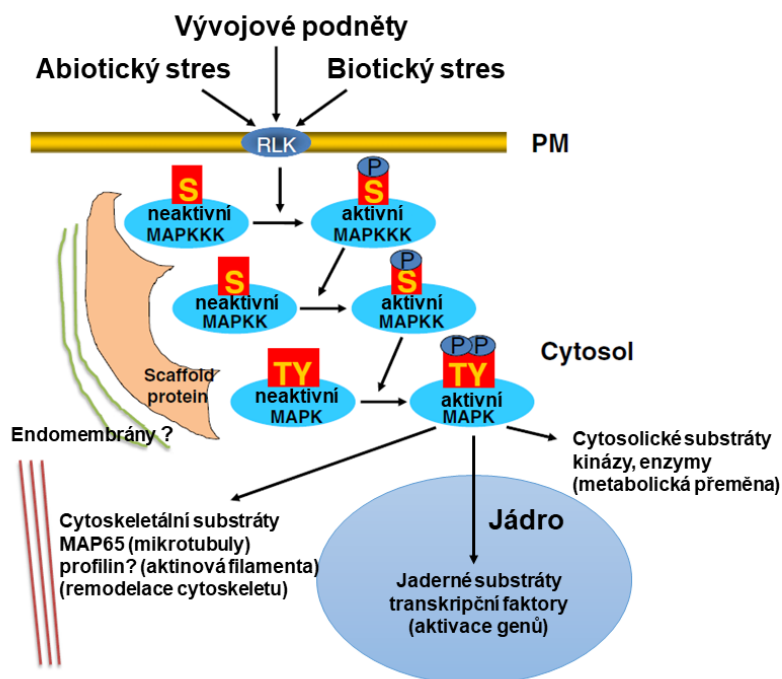 Vývojové podněty
Abiotický stres
Biotický stres
RLK
PM
P
S
S
neaktivní
MAPKKK
aktivní
MAPKKK
P
S
S
neaktivní
MAPKK
aktivní
MAPKK
Cytosol
P P
TY
TY
Scaffold
protein
neaktivní
MAPK
aktivní
MAPK
Endomembrány ?
Cytosolické substráty
kinázy, enzymy
(metabolická přeměna)
Jádro
Cytoskeletální substráty
MAP65 (mikrotubuly)
profilin? (aktinová filamenta)
(remodelace cytoskeletu)
Jaderné substráty
transkripční faktory
(aktivace genů)